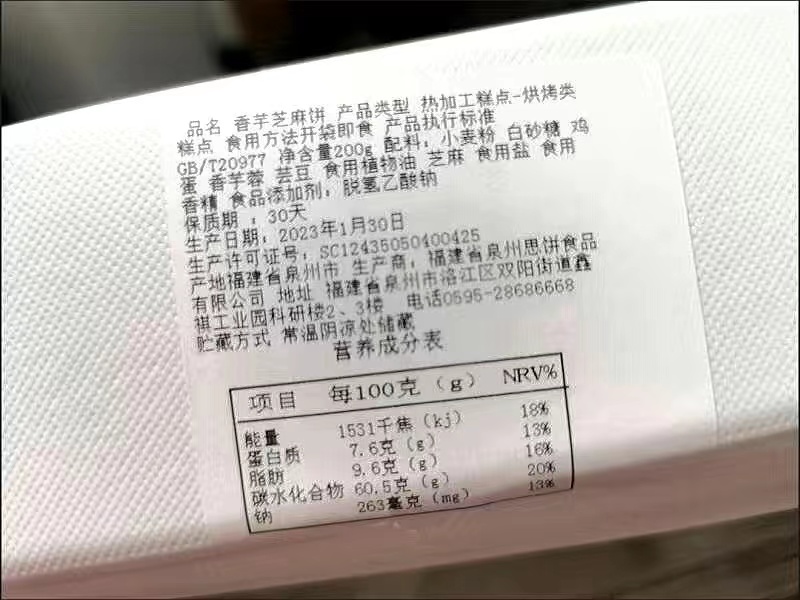 品名 香芋芝麻饼 产品类型 热加工糕点-烘烤类
糕点 食用方法开袋即食 产品执行标准
GB/T20977 净含量200g 配料：小麦粉 白砂糖 鸡
蛋 香芋蓉 芸豆 食用植物油 芝麻 食用盐 食用
香精 食品添加剂：脱氢乙酸钠
保质期：30天
生产日期：2023年1月30日
生产许可证号：SC12435050400425
产地福建省泉州市 生产商：福建省泉州思饼食品
有限公司 地址 福建省泉州市洛江区双阳街道鑫
祺工业园科研楼2、3楼 电话0595-28686668
贮藏方式 常温阴凉处储藏
营养成分表
项目 每100克（g） NRV%
能量 1531千焦（kj） 18%
蛋白质 7.6克（g） 13%
脂肪 9.6克（g） 16%
碳水化合物 60.5克（g） 20%
钠 263毫克（mg） 13%